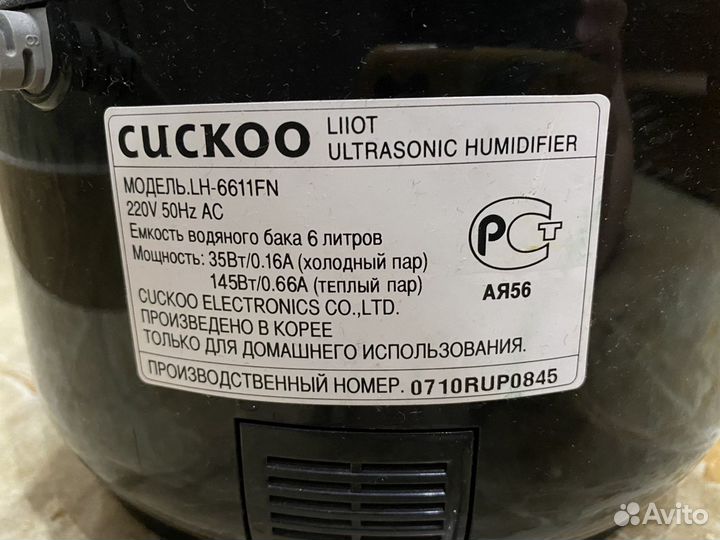 CUCKOO LIIOT
ULTRASONIC HUMIDIFIER
МОДЕЛЬ.LH-6611FN
220V 50Hz AC
Емкость водяного бака 6 литров
Мощность: 35Вт/0.16А (холодный пар)
145Вт/0.66А (теплый пар)
CUCKOO ELECTRONICS CO.,LTD.
ПРОИЗВЕДЕНО В КОРЕЕ
ТОЛЬКО ДЛЯ ДОМАШНЕГО ИСПОЛЬЗОВАНИЯ.
РСТ
АЯ56
ПРОИЗВОДСТВЕННЫЙ НОМЕР. 0710RUP0845
Avito